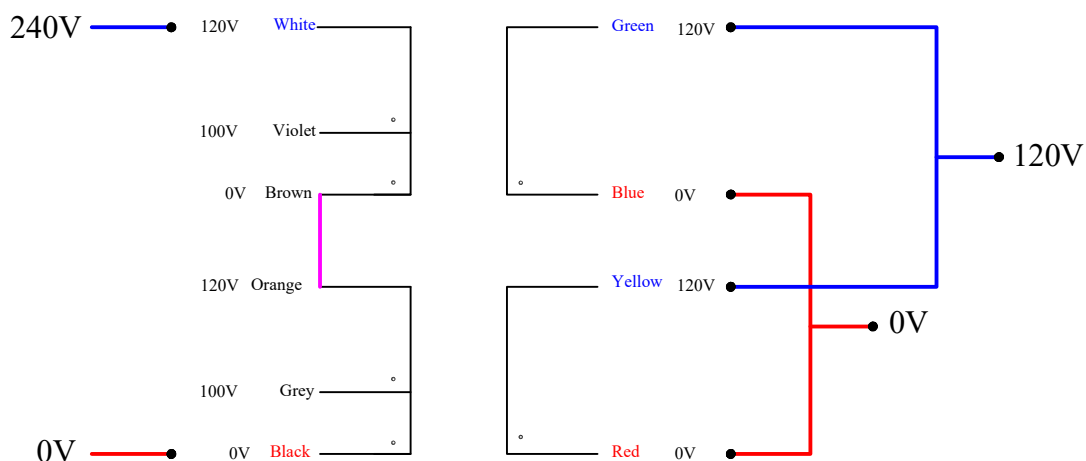 240V 120V White Green 120V
100V Violet 120V
0V Brown Blue 0V
120V Orange Yellow 120V
0V
100V Grey
0V 0V Black Red 0V